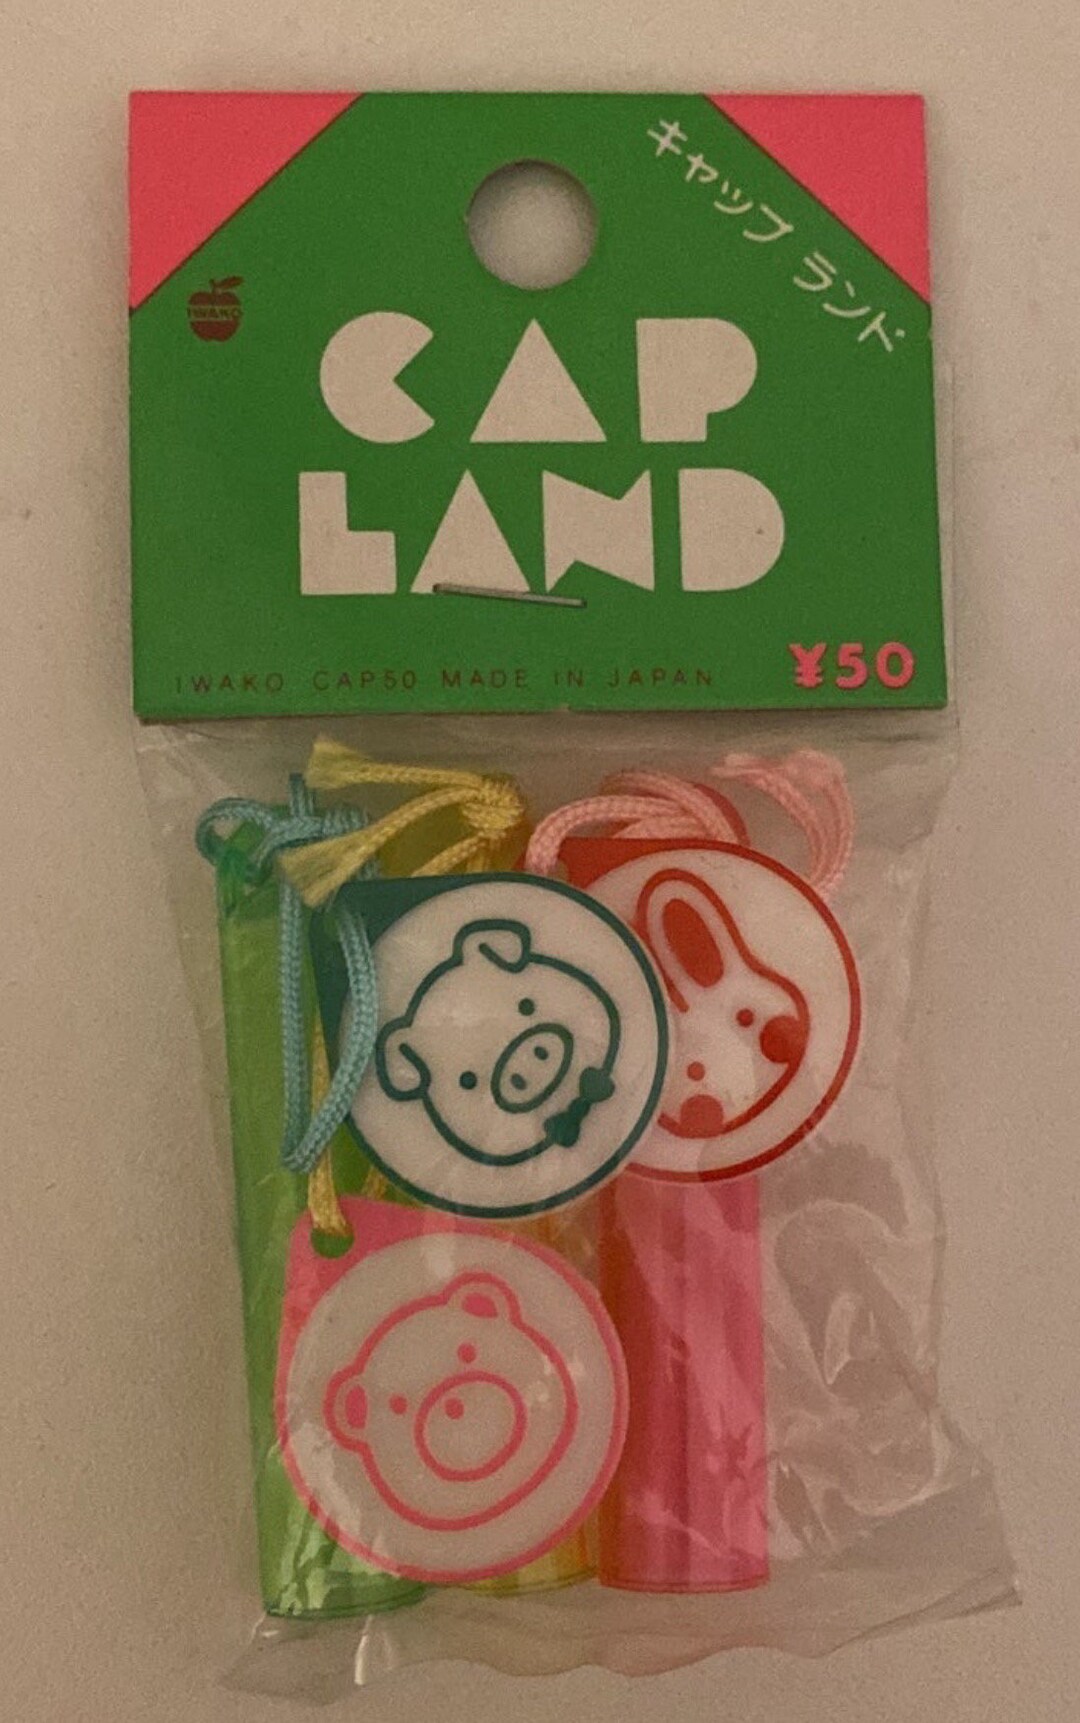 キャップ ランド
IWAKO
CAP
LAND
IWAKO CAP50 MADE IN JAPAN
¥50